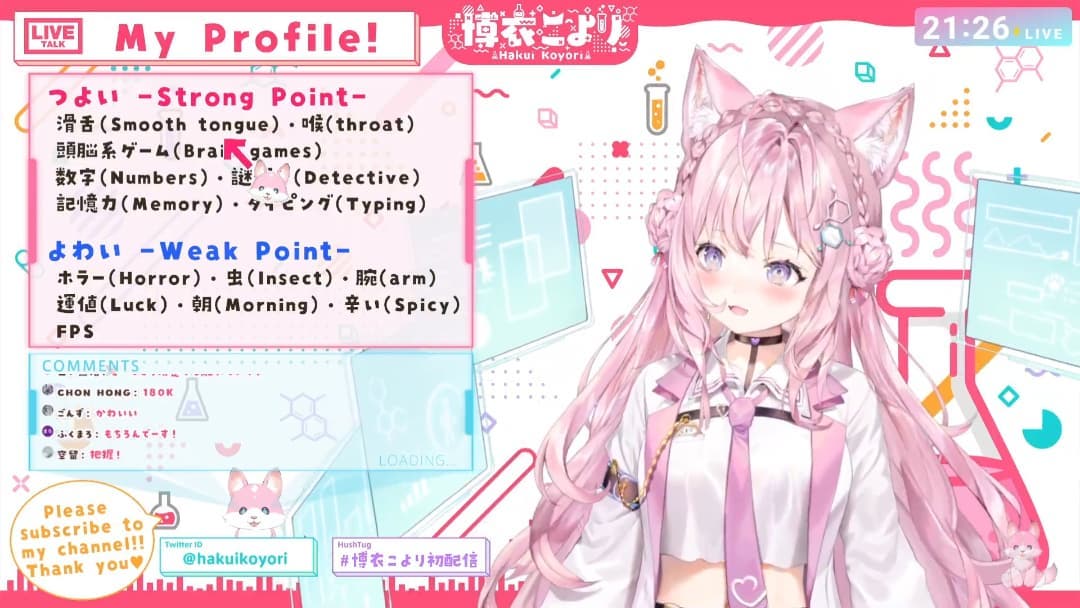 LIVE
TALK
My Profile!
博衣こより
Hakui Koyori
21:26 LIVE
つよい -Strong Point-
滑舌(Smooth tongue)・喉(throat)
頭脳系ゲーム(Brai games)
数字(Numbers)・謎 (Detective)
記憶力(Memory)・タイピング(Typing)
よわい -Weak Point-
ホラー(Horror)・虫(Insect)・腕(arm)
運値(Luck)・朝(Morning)・辛い(Spicy)
FPS
COMMENTS
CHON HONG: 180K
ごんず: かわいい
ふくまろ: もちろんでーす!
空留: 把握!
LOADING...
Please
subscribe to
my channel!!
Thank you♥
Twitter ID
@hakuikoyori
HushTug
#博衣こより初配信